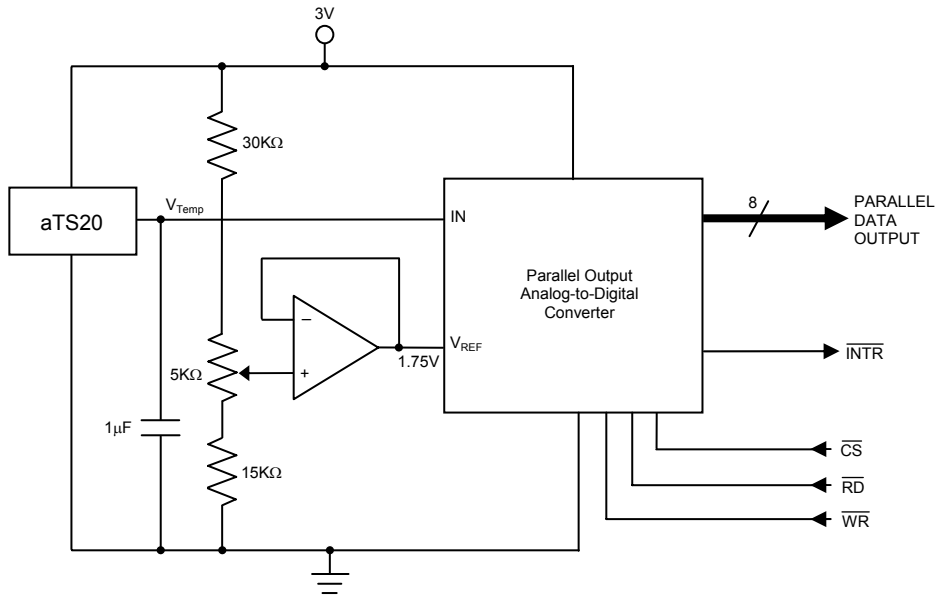 3V
30KΩ
aTS20
V_Temp
IN
8
PARALLEL
DATA
OUTPUT
Parallel Output
Analog-to-Digital
Converter
–
V_REF
1.75V
INTR
5KΩ
+
1μF
15KΩ
CS
RD
WR